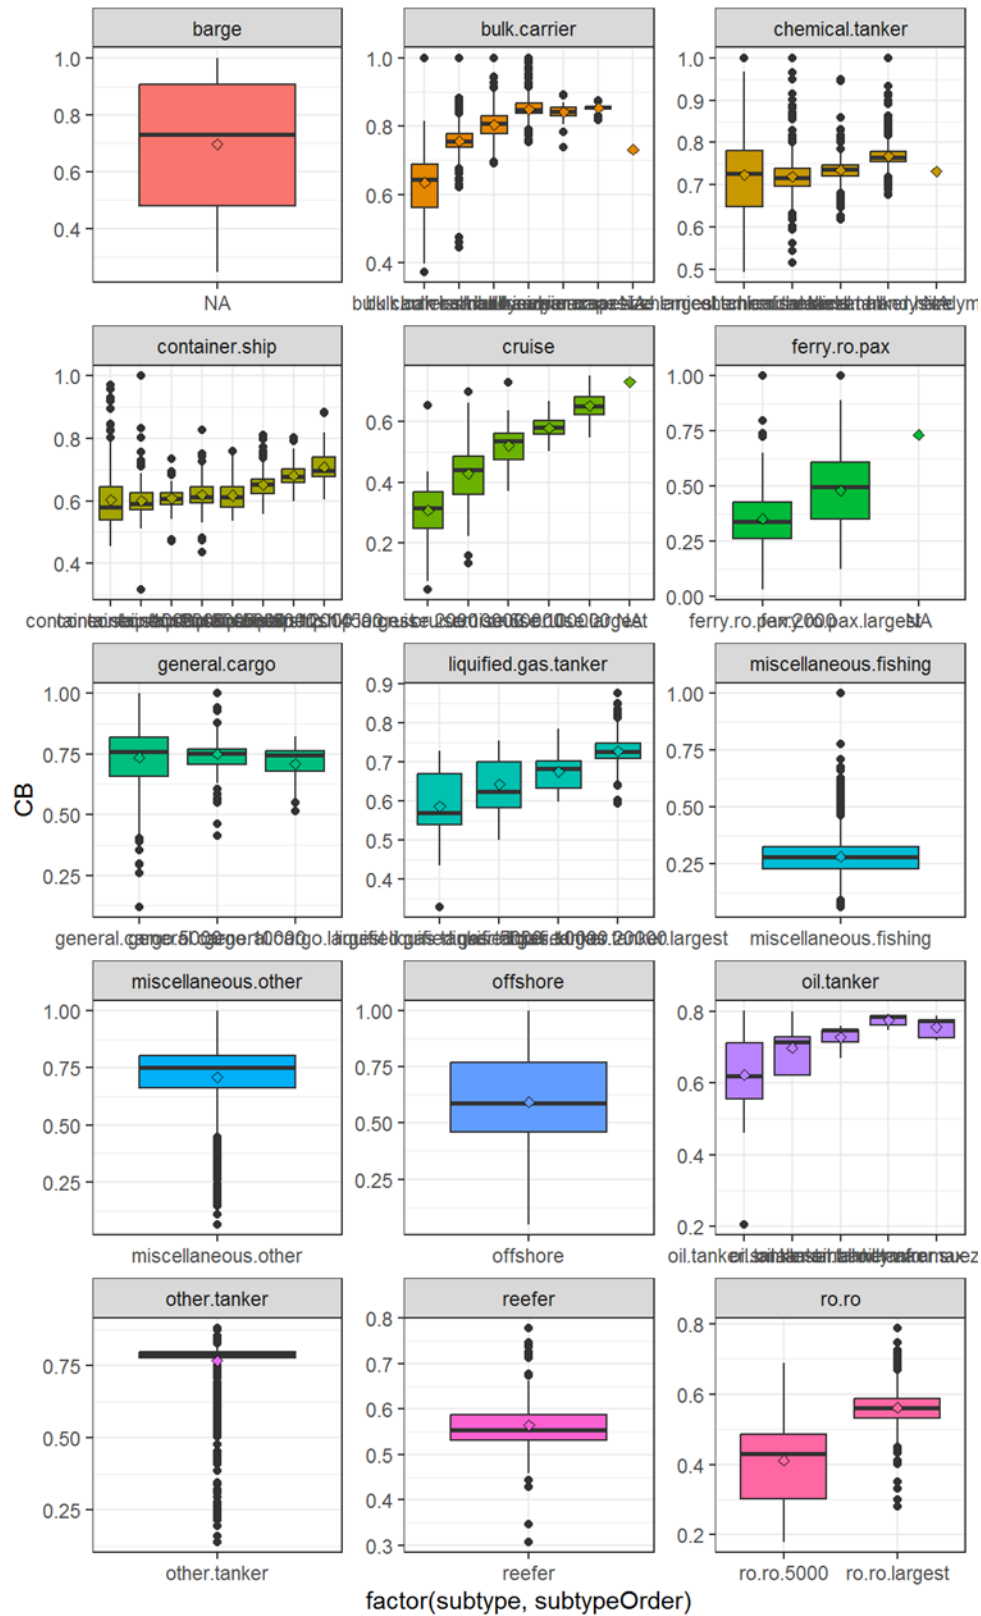 barge
bulk.carrier
chemical.tanker
1.0
0.8
0.6
0.4
1.0
0.8
0.6
0.4
1.0
0.9
0.8
0.7
0.6
0.5
NA
container.ship
cruise
ferry.ro.pax
1.0
0.8
0.6
0.4
0.6
0.4
0.2
1.00
0.75
0.50
0.25
0.00
NA
general.cargo
liquified.gas.tanker
miscellaneous.fishing
1.00
0.75
0.50
0.25
0.9
0.8
0.7
0.6
0.5
0.4
1.00
0.75
0.50
0.25
CB
miscellaneous.fishing
miscellaneous.other
offshore
oil.tanker
1.00
0.75
0.50
0.25
1.00
0.75
0.50
0.25
0.8
0.6
0.4
0.2
miscellaneous.other
offshore
other.tanker
reefer
ro.ro
0.75
0.50
0.25
0.8
0.7
0.6
0.5
0.4
0.3
0.8
0.6
0.4
0.2
other.tanker
reefer
ro.ro.5000 ro.ro.largest
factor(subtype, subtypeOrder)